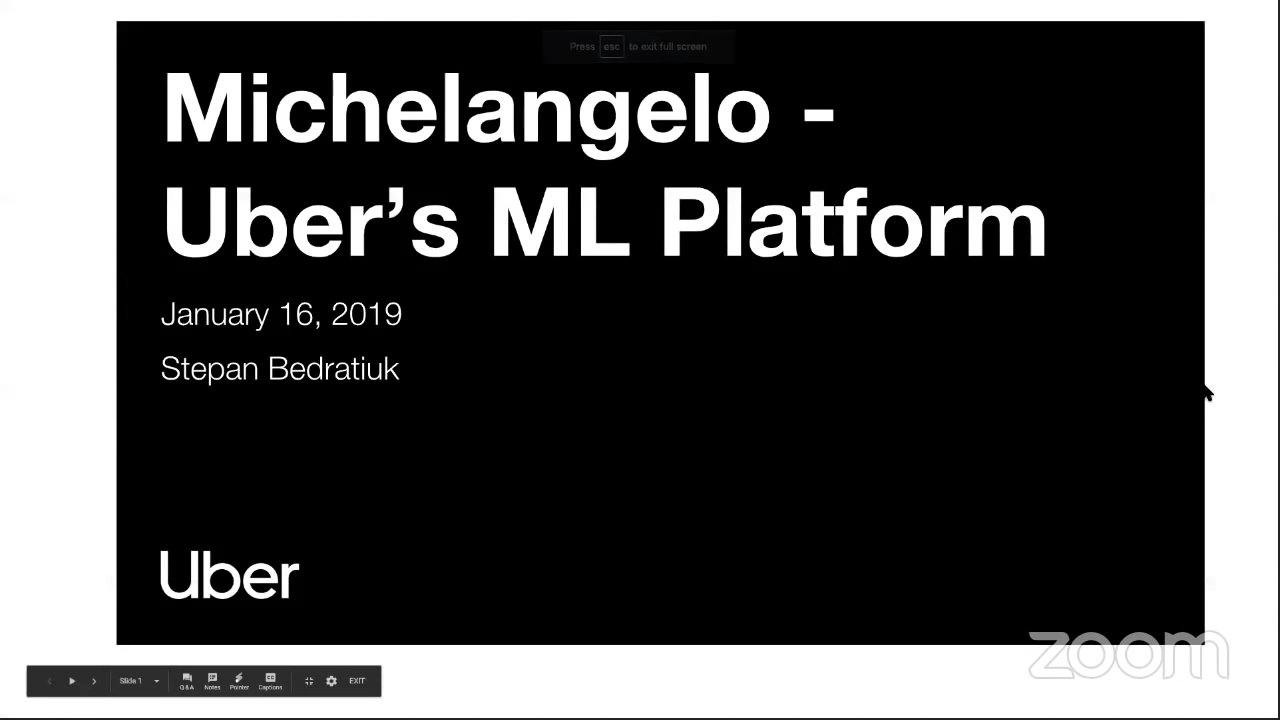 Press esc to exit full screen
Michelangelo -
Uber’s ML Platform
January 16, 2019
Stepan Bedratiuk
Uber
zoom
Slide 1
Q&A
Notes
Pointer
CC
Captions
EXIT